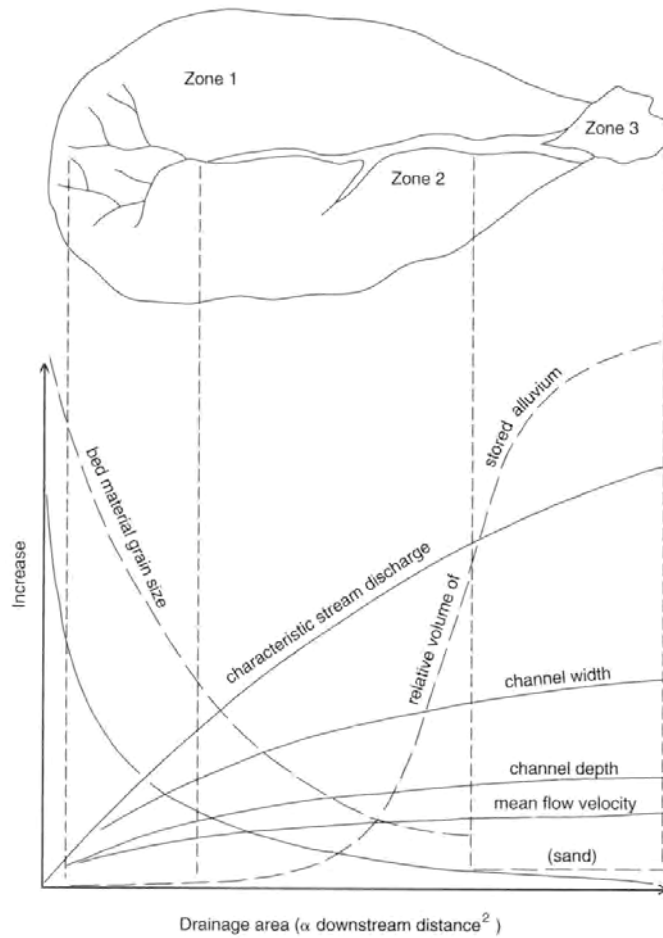 Zone 1
Zone 3
Zone 2
bed material grain size
stored alluvium
relative volume of
characteristic stream discharge
Increase
channel width
channel depth
mean flow velocity
(sand)
Drainage area (α downstream distance²)